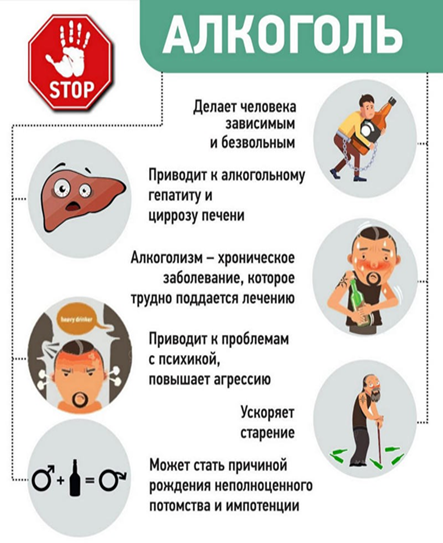 STOP
АЛКОГОЛЬ
Делает человека
зависимым
и безвольным
Приводит к алкогольному
гепатиту и
циррозу печени
Алкоголизм – хроническое
заболевание, которое
трудно поддается лечению
heavy drinker
Приводит к проблемам
с психикой,
повышает агрессию
Ускоряет
старение
Может стать причиной
рождения неполноценного
потомства и импотенции